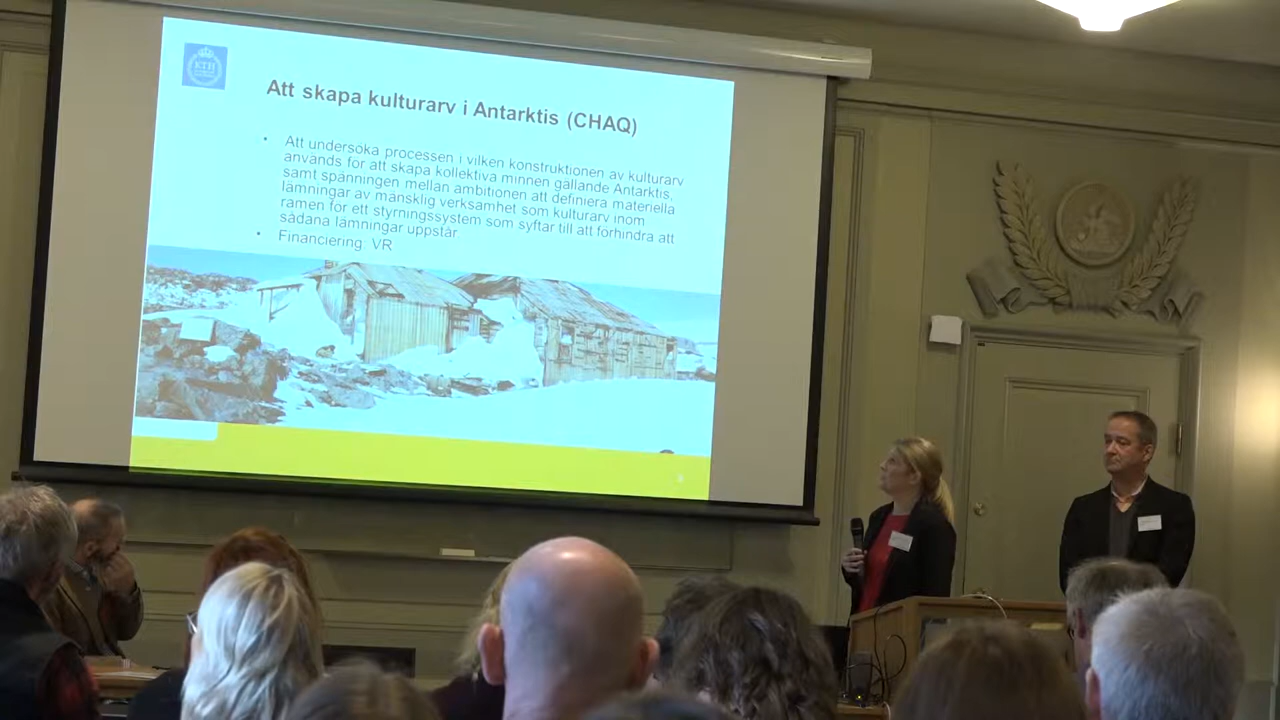 KTH
Att skapa kulturarv i Antarktis (CHAQ)
• Att undersöka processen i vilken konstruktionen av kulturarv
används för att skapa kollektiva minnen gällande Antarktis,
samt spänningen mellan ambitionen att definiera materiella
lämningar av mänsklig verksamhet som kulturarv inom
ramen för ett styrningssystem som syftar till att förhindra att
sådana lämningar uppstår
• Financiering: VR